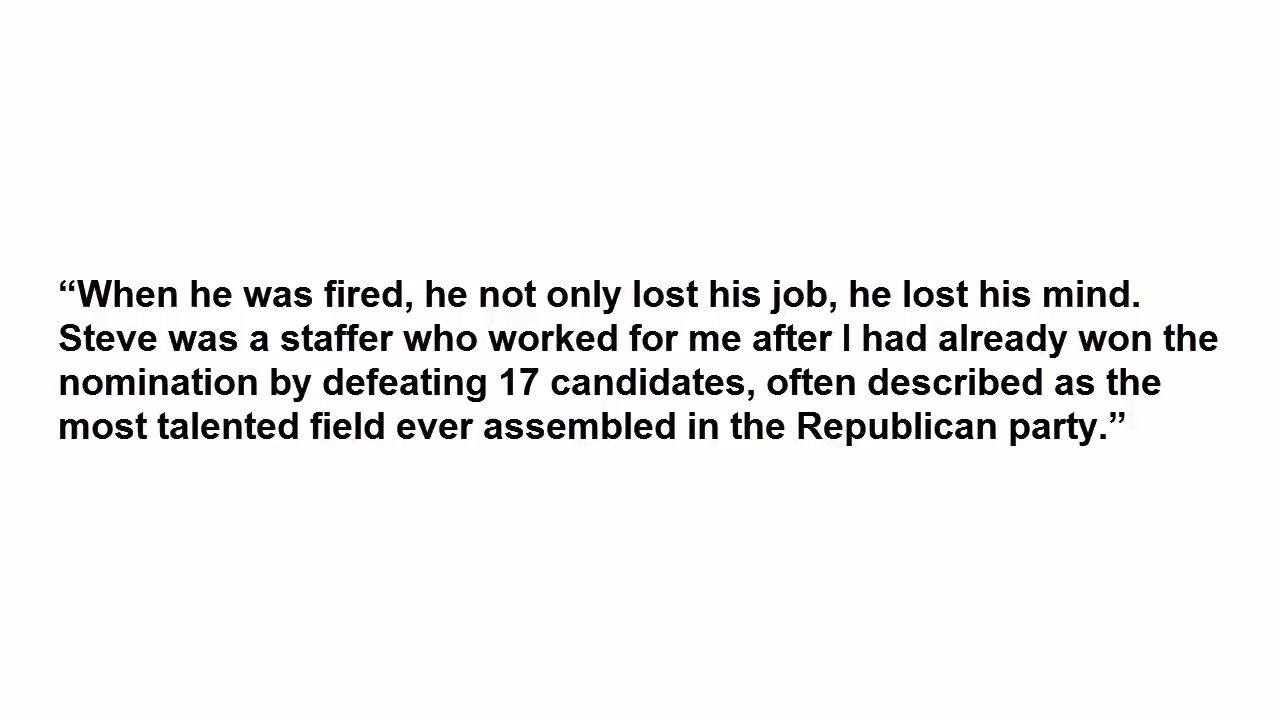 “When he was fired, he not only lost his job, he lost his mind.
Steve was a staffer who worked for me after I had already won the
nomination by defeating 17 candidates, often described as the
most talented field ever assembled in the Republican party.”